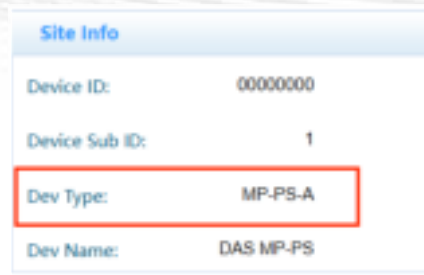 Site Info
Device ID: 00000000
Device Sub ID: 1
Dev Type: MP-PS-A
Dev Name: DAS MP-PS